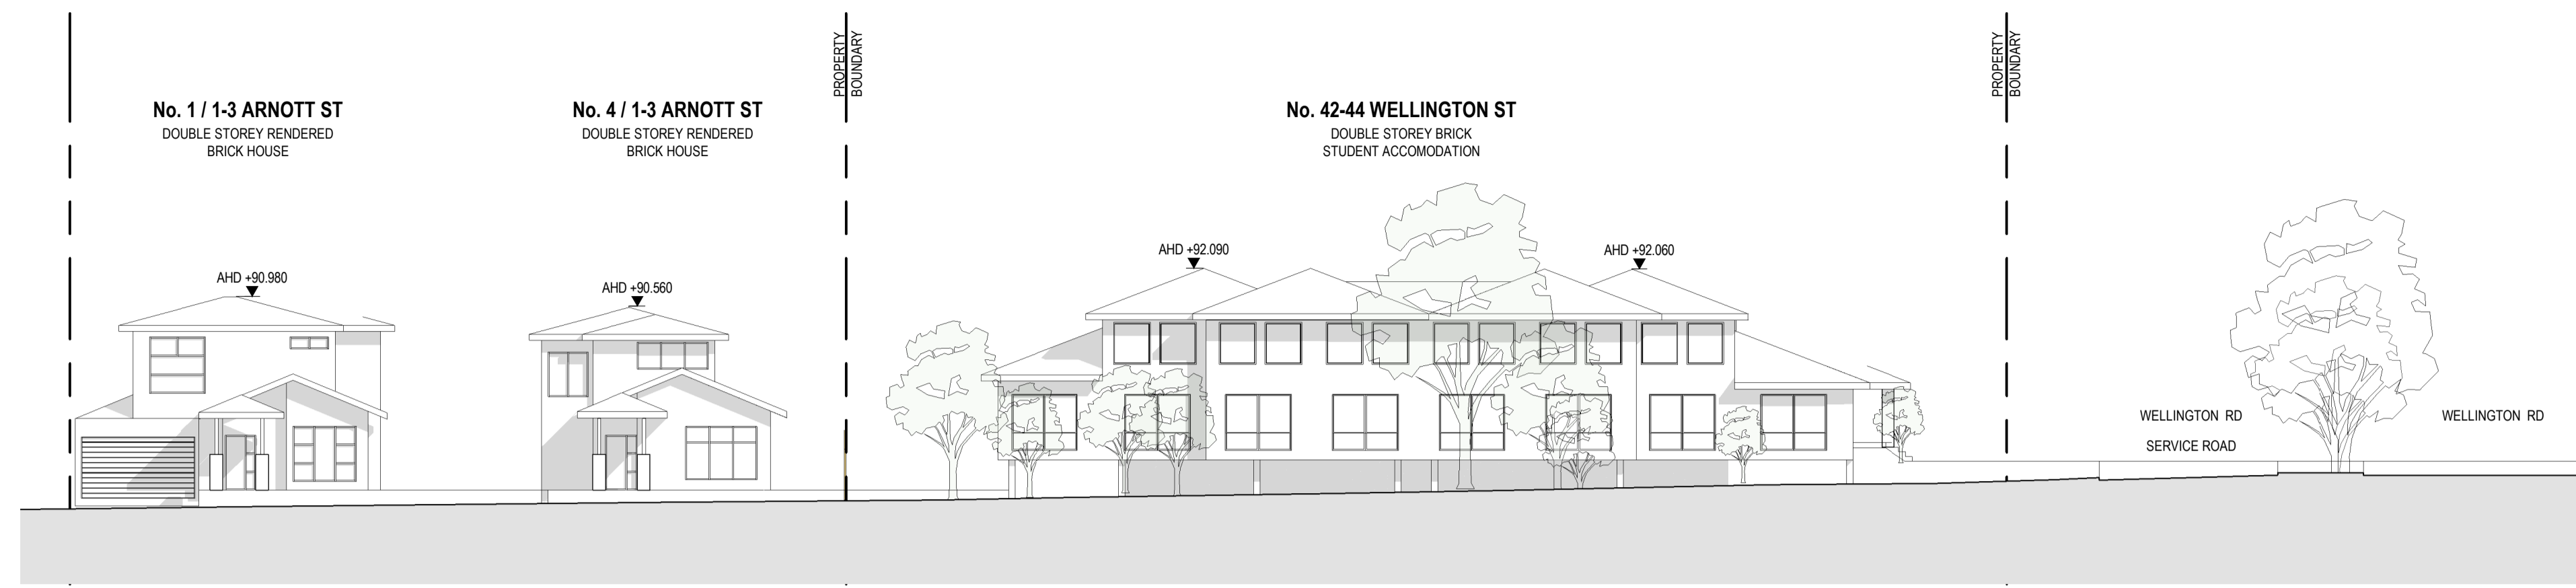 PROPERTY
BOUNDARY
PROPERTY
BOUNDARY
No. 1 / 1-3 ARNOTT ST
DOUBLE STOREY RENDERED
BRICK HOUSE
No. 4 / 1-3 ARNOTT ST
DOUBLE STOREY RENDERED
BRICK HOUSE
No. 42-44 WELLINGTON ST
DOUBLE STOREY BRICK
STUDENT ACCOMODATION
AHD +90.980
AHD +90.560
AHD +92.090
AHD +92.060
WELLINGTON RD
SERVICE ROAD
WELLINGTON RD